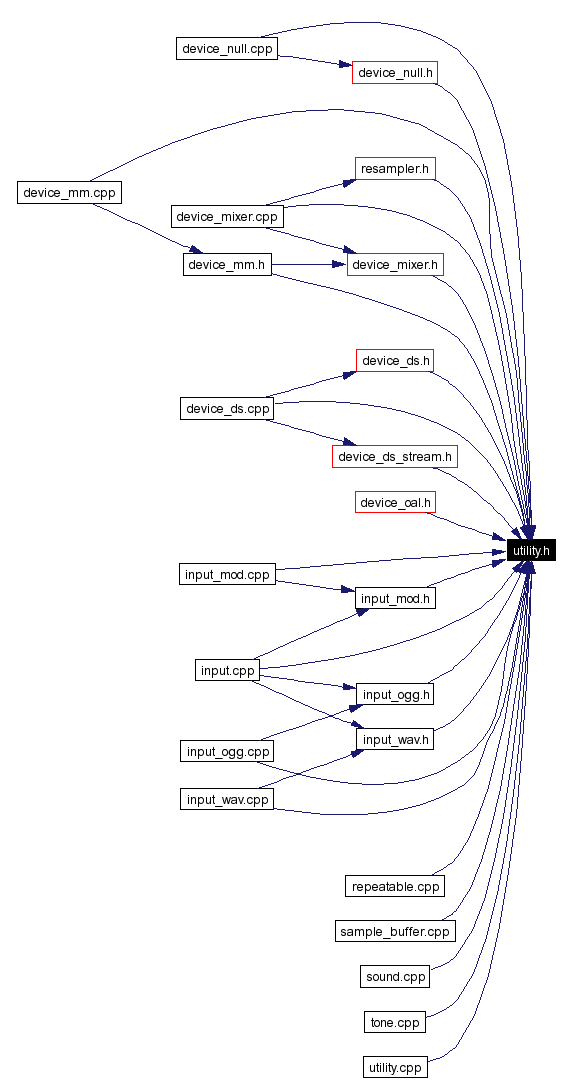 device_null.cpp
device_null.h
resampler.h
device_mm.cpp
device_mixer.cpp
device_mm.h
device_mixer.h
device_ds.h
device_ds.cpp
device_ds_stream.h
device_oal.h
utility.h
input_mod.cpp
input_mod.h
input.cpp
input_ogg.h
input_wav.h
input_ogg.cpp
input_wav.cpp
repeatable.cpp
sample_buffer.cpp
sound.cpp
tone.cpp
utility.cpp